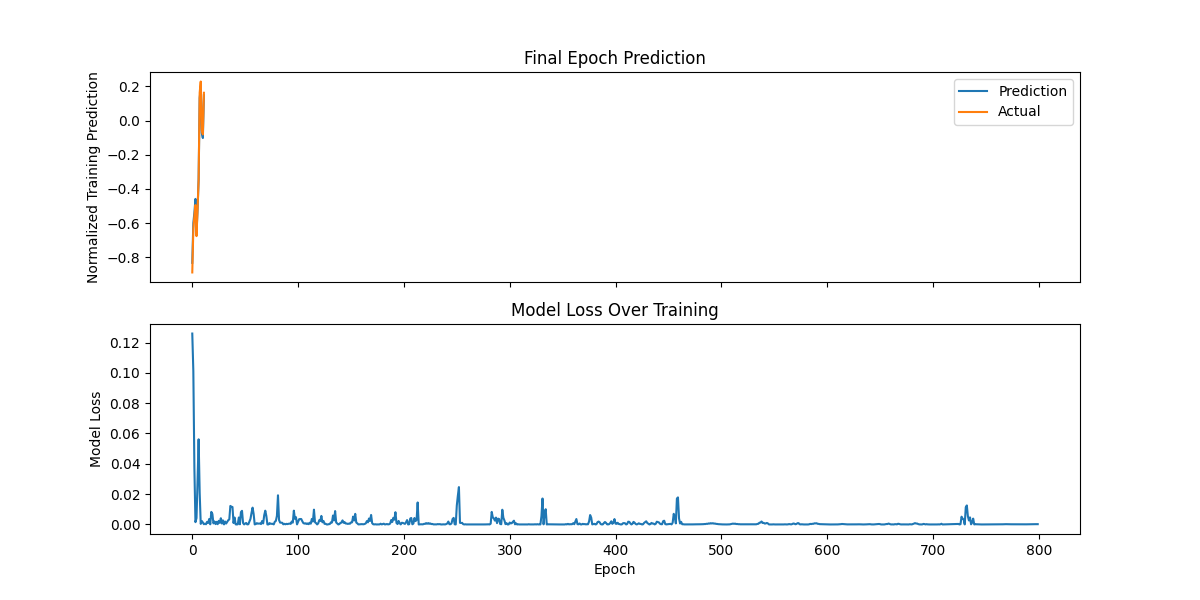 Final Epoch Prediction
Normalized Training Prediction
0.2
0.0
−0.2
−0.4
−0.6
−0.8
Prediction
Actual
Model Loss Over Training
Model Loss
0.12
0.10
0.08
0.06
0.04
0.02
0.00
0 100 200 300 400 500 600 700 800
Epoch